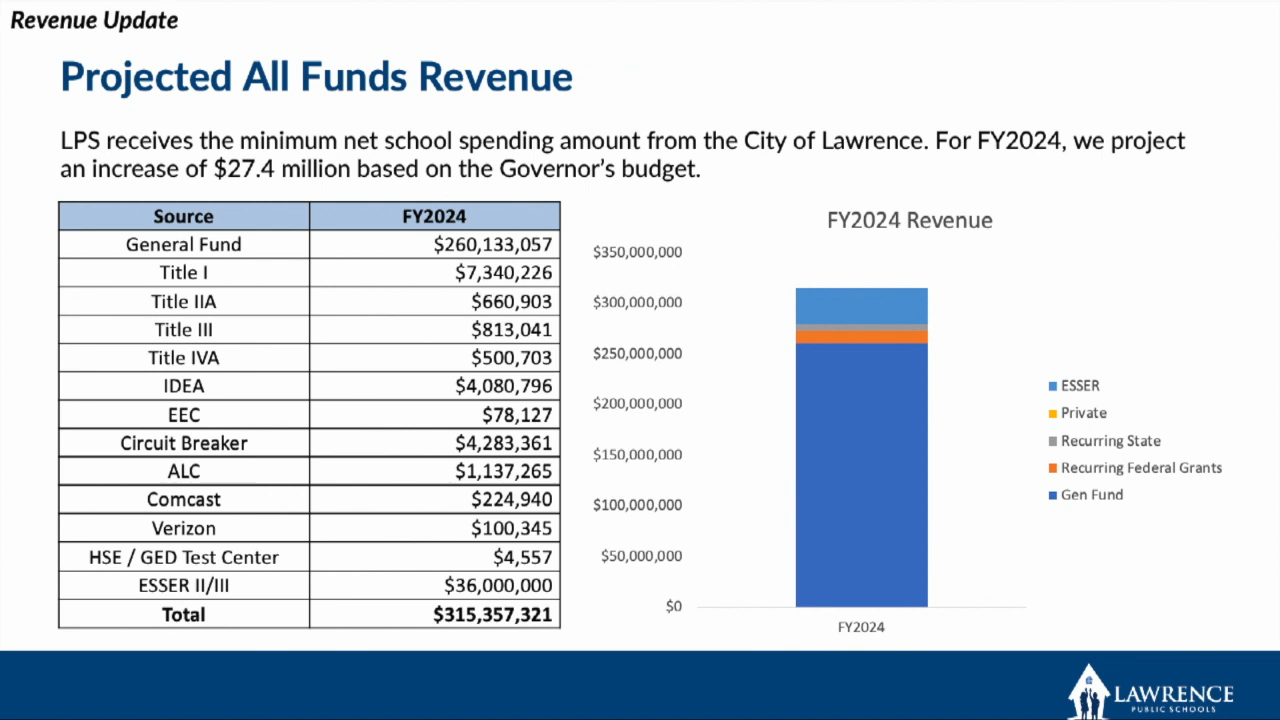 Revenue Update
Projected All Funds Revenue
LPS receives the minimum net school spending amount from the City of Lawrence. For FY2024, we project
an increase of $27.4 million based on the Governor's budget.
Source FY2024
General Fund $260,133,057
Title I $7,340,226
Title IIA $660,903
Title III $813,041
Title IVA $500,703
IDEA $4,080,796
EEC $78,127
Circuit Breaker $4,283,361
ALC $1,137,265
Comcast $224,940
Verizon $100,345
HSE / GED Test Center $4,557
ESSER II/III $36,000,000
Total $315,357,321
FY2024 Revenue
$350,000,000
$300,000,000
$250,000,000
$200,000,000
$150,000,000
$100,000,000
$50,000,000
$0
FY2024
ESSER
Private
Recurring State
Recurring Federal Grants
Gen Fund
LAWRENCE
PUBLIC SCHOOLS